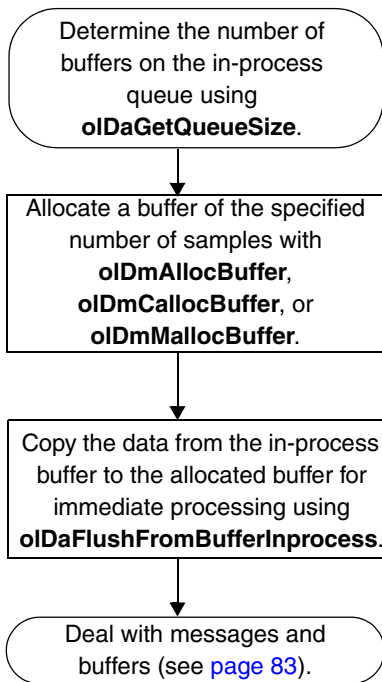 Determine the number of
buffers on the in-process
queue using
olDaGetQueueSize.
Allocate a buffer of the specified
number of samples with
olDmAllocBuffer,
olDmCallocBuffer, or
olDmMallocBuffer.
Copy the data from the in-process
buffer to the allocated buffer for
immediate processing using
olDaFlushFromBufferInprocess.
Deal with messages and
buffers (see page 83).